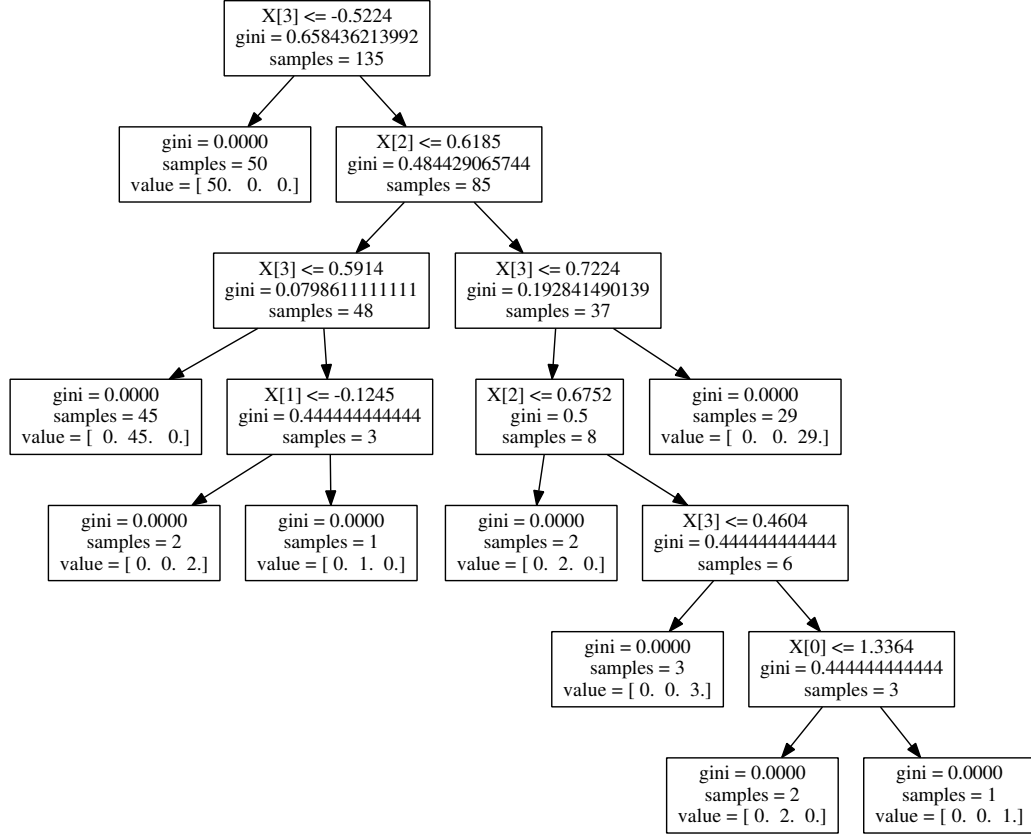 X[3] <= -0.5224
gini = 0.658436213992
samples = 135
gini = 0.0000
samples = 50
value = [ 50. 0. 0.]
X[2] <= 0.6185
gini = 0.484429065744
samples = 85
X[3] <= 0.5914
gini = 0.0798611111111
samples = 48
X[3] <= 0.7224
gini = 0.192841490139
samples = 37
gini = 0.0000
samples = 45
value = [ 0. 45. 0.]
X[1] <= -0.1245
gini = 0.444444444444
samples = 3
X[2] <= 0.6752
gini = 0.5
samples = 8
gini = 0.0000
samples = 29
value = [ 0. 0. 29.]
gini = 0.0000
samples = 2
value = [ 0. 0. 2.]
gini = 0.0000
samples = 1
value = [ 0. 1. 0.]
gini = 0.0000
samples = 2
value = [ 0. 2. 0.]
X[3] <= 0.4604
gini = 0.444444444444
samples = 6
gini = 0.0000
samples = 3
value = [ 0. 0. 3.]
X[0] <= 1.3364
gini = 0.444444444444
samples = 3
gini = 0.0000
samples = 2
value = [ 0. 2. 0.]
gini = 0.0000
samples = 1
value = [ 0. 0. 1.]